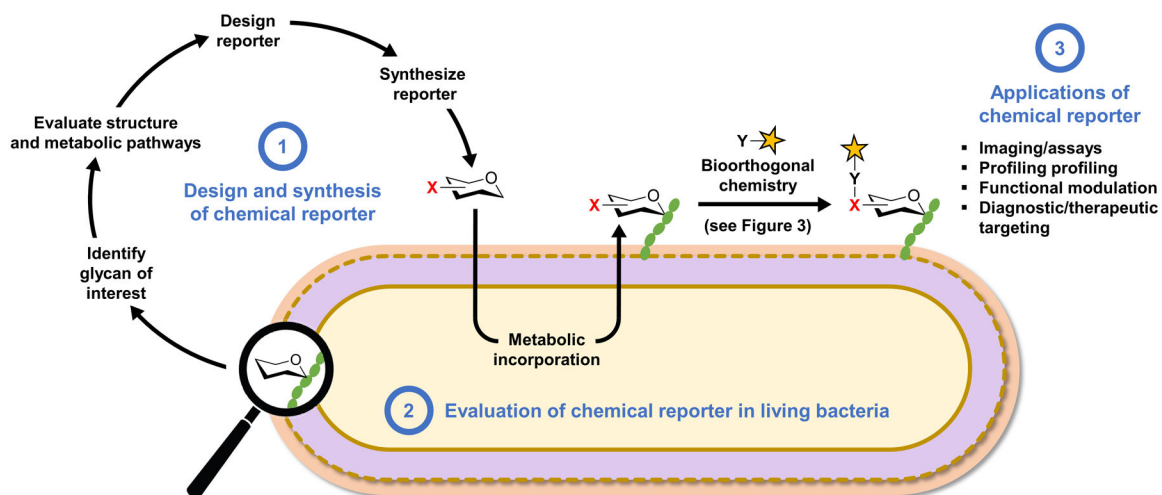 Design
reporter
Synthesize
reporter
Evaluate structure
and metabolic pathways
1
Design and synthesis
of chemical reporter
Identify
glycan of
interest
O
X
O
X
O
Y
Bioorthogonal
chemistry
(see Figure 3)
Y
X
O
Metabolic
incorporation
2
Evaluation of chemical reporter in living bacteria
3
Applications of
chemical reporter
▪ Imaging/assays
▪ Profiling profiling
▪ Functional modulation
▪ Diagnostic/therapeutic
targeting